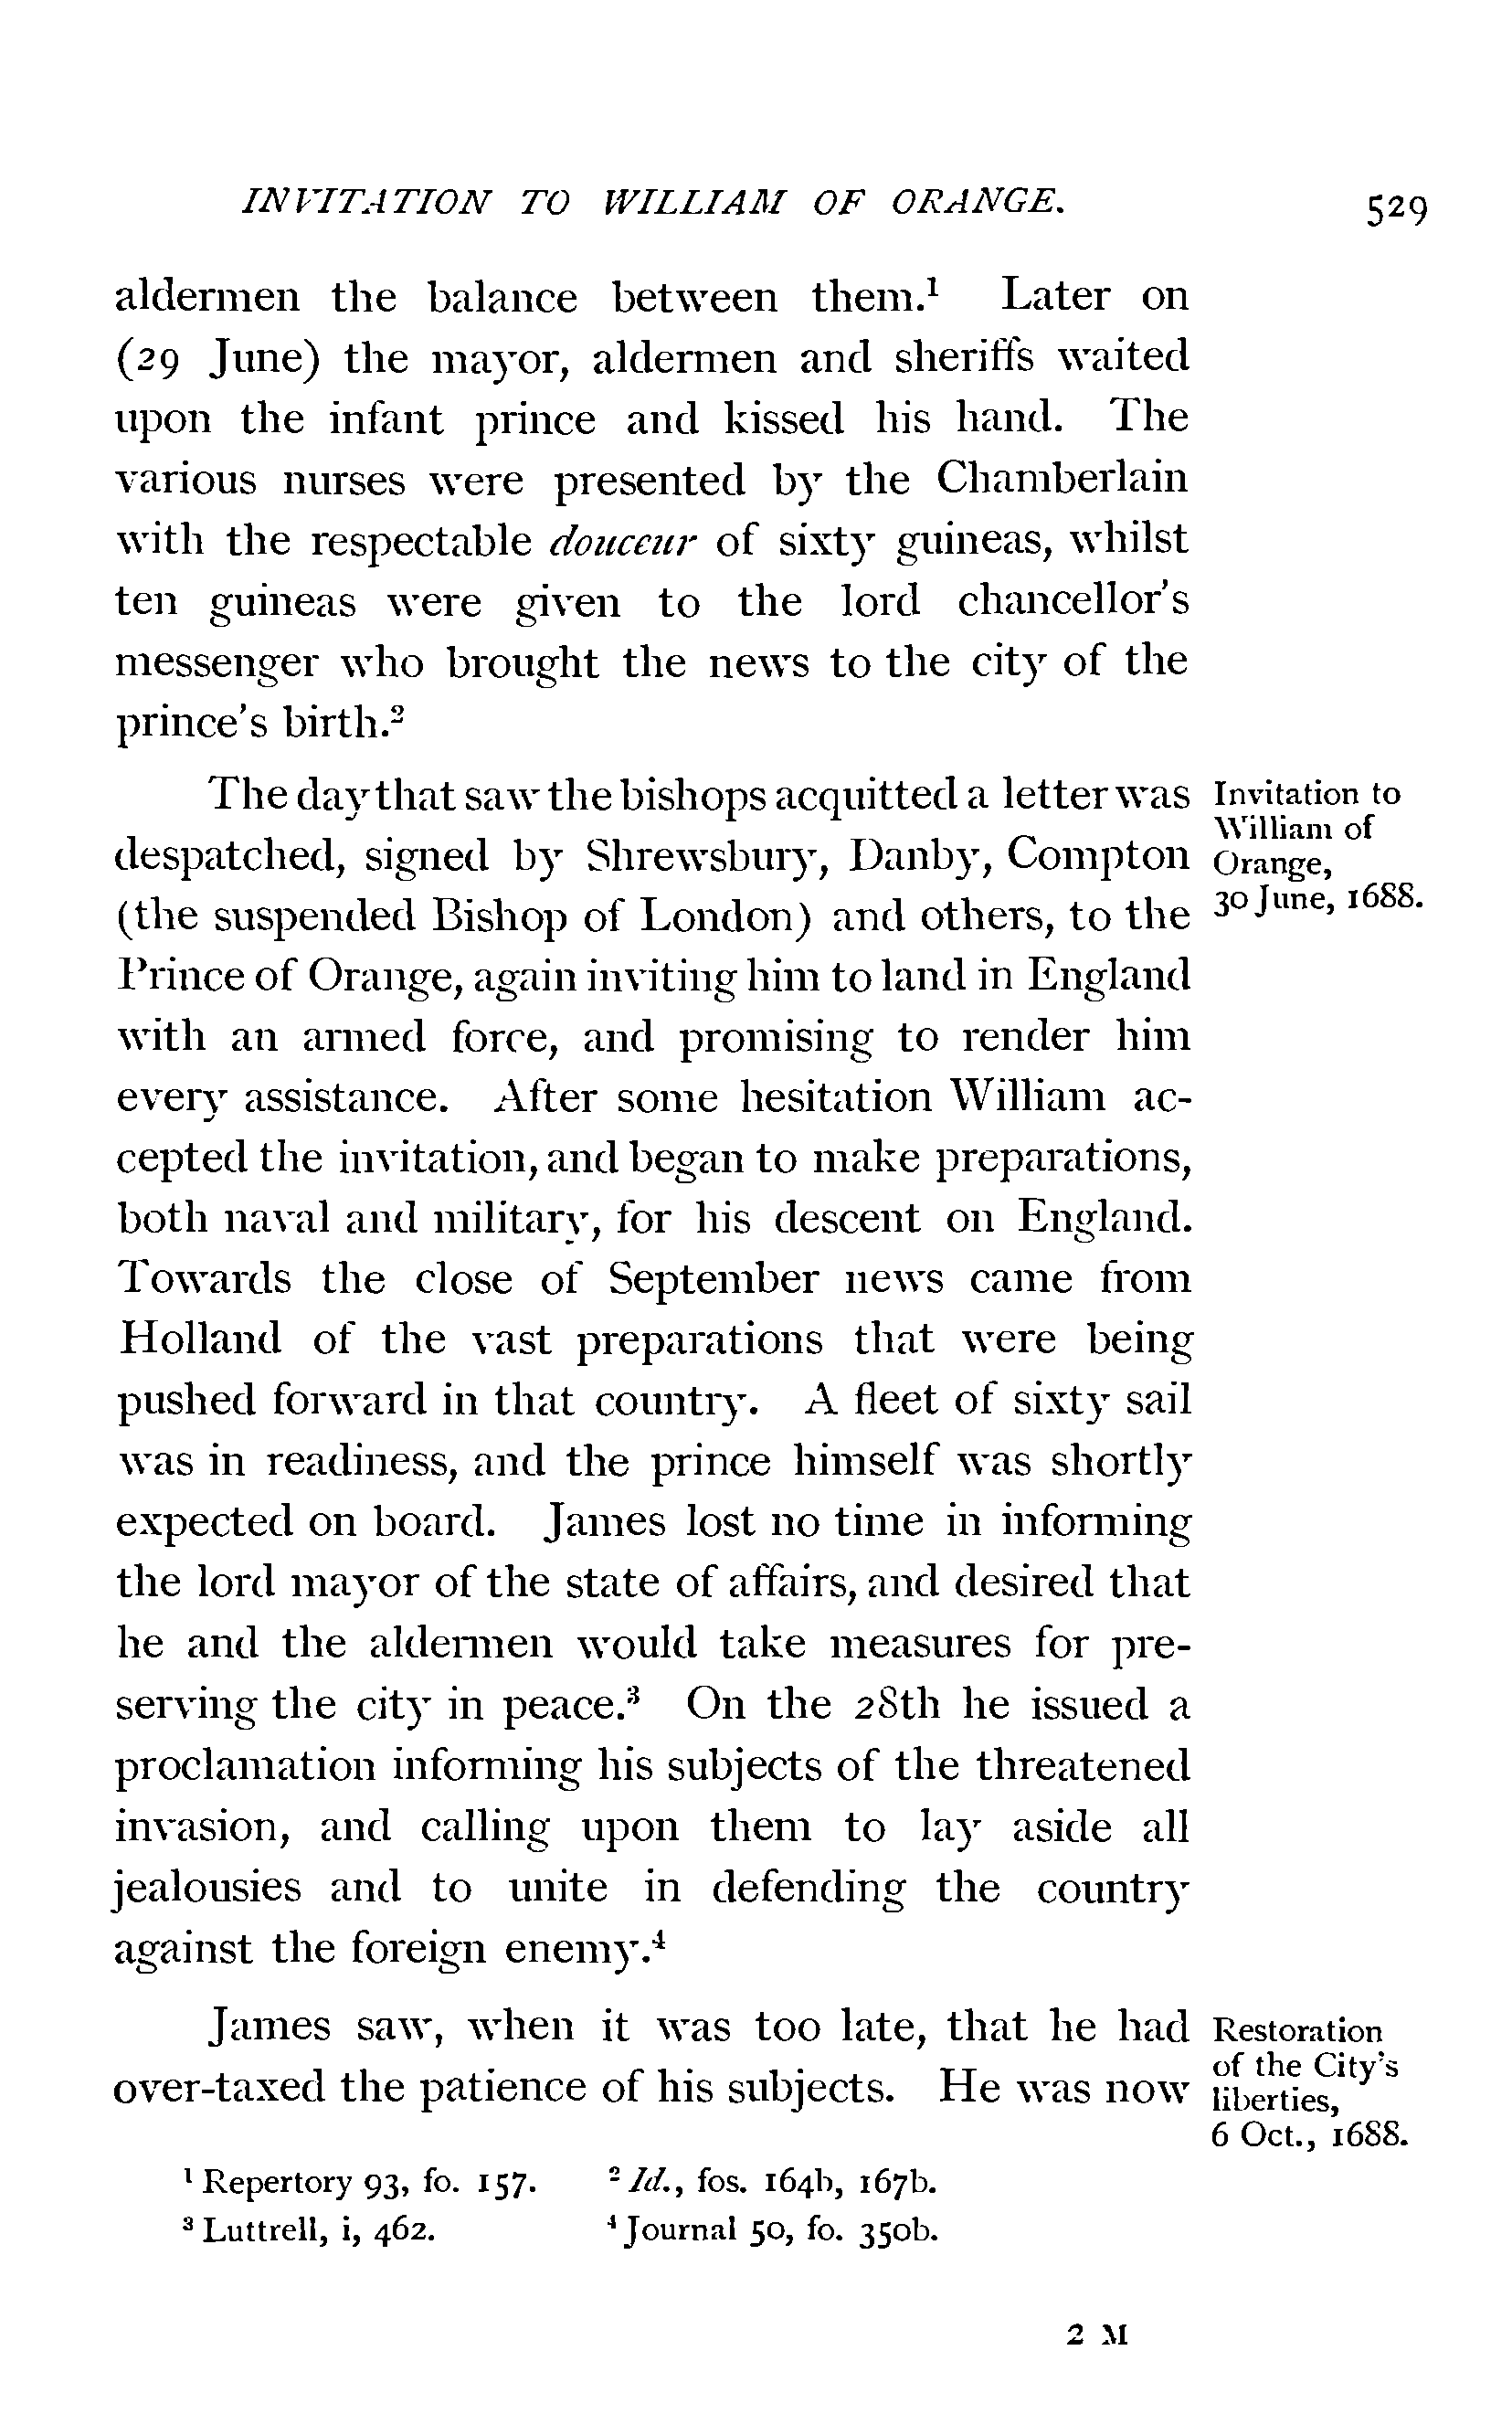 INVITATION TO WILLIAM OF ORANGE. 529
aldermen the balance between them.¹ Later on
(29 June) the mayor, aldermen and sheriffs waited
upon the infant prince and kissed his hand. The
various nurses were presented by the Chamberlain
with the respectable douceur of sixty guineas, whilst
ten guineas were given to the lord chancellor's
messenger who brought the news to the city of the
prince's birth.²
The day that saw the bishops acquitted a letter was
despatched, signed by Shrewsbury, Danby, Compton
(the suspended Bishop of London) and others, to the
Prince of Orange, again inviting him to land in England
with an armed force, and promising to render him
every assistance. After some hesitation William ac-
cepted the invitation, and began to make preparations,
both naval and military, for his descent on England.
Towards the close of September news came from
Holland of the vast preparations that were being
pushed forward in that country. A fleet of sixty sail
was in readiness, and the prince himself was shortly
expected on board. James lost no time in informing
the lord mayor of the state of affairs, and desired that
he and the aldermen would take measures for pre-
serving the city in peace.³ On the 28th he issued a
proclamation informing his subjects of the threatened
invasion, and calling upon them to lay aside all
jealousies and to unite in defending the country
against the foreign enemy.⁴
Invitation to
William of
Orange,
30 June, 1688.
James saw, when it was too late, that he had
over-taxed the patience of his subjects. He was now
Restoration
of the City's
liberties,
6 Oct., 1688.
¹ Repertory 93, fo. 157. ² Id., fos. 164b, 167b.
³ Luttrell, i, 462. ⁴ Journal 50, fo. 350b.
2 M